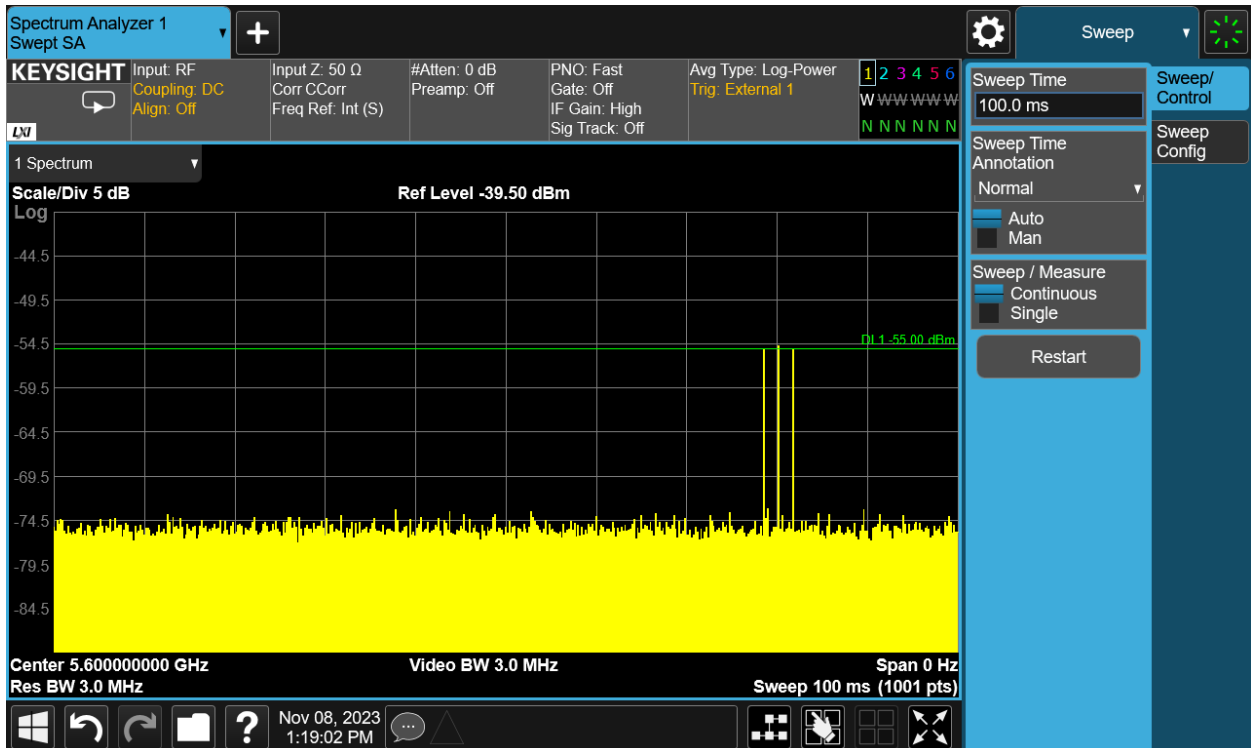 Spectrum Analyzer 1
Swept SA
+
Sweep
KEYSIGHT
LXI
Input: RF
Coupling: DC
Align: Off
Input Z: 50 Ω
Corr CCorr
Freq Ref: Int (S)
#Atten: 0 dB
Preamp: Off
PNO: Fast
Gate: Off
IF Gain: High
Sig Track: Off
Avg Type: Log-Power
Trig: External 1
1 2 3 4 5 6
W W W W W W
N N N N N N
Sweep Time
100.0 ms
Sweep Time
Annotation
Normal
Auto
Man
Sweep / Measure
Continuous
Single
Restart
Sweep/
Control
Sweep
Config
1 Spectrum
Scale/Div 5 dB
Ref Level -39.50 dBm
Log
-44.5
-49.5
-54.5
DL1 -55.00 dBm
-59.5
-64.5
-69.5
-74.5
-79.5
-84.5
Center 5.600000000 GHz
Video BW 3.0 MHz
Span 0 Hz
Res BW 3.0 MHz
Sweep 100 ms (1001 pts)
?
Nov 08, 2023
1:19:02 PM